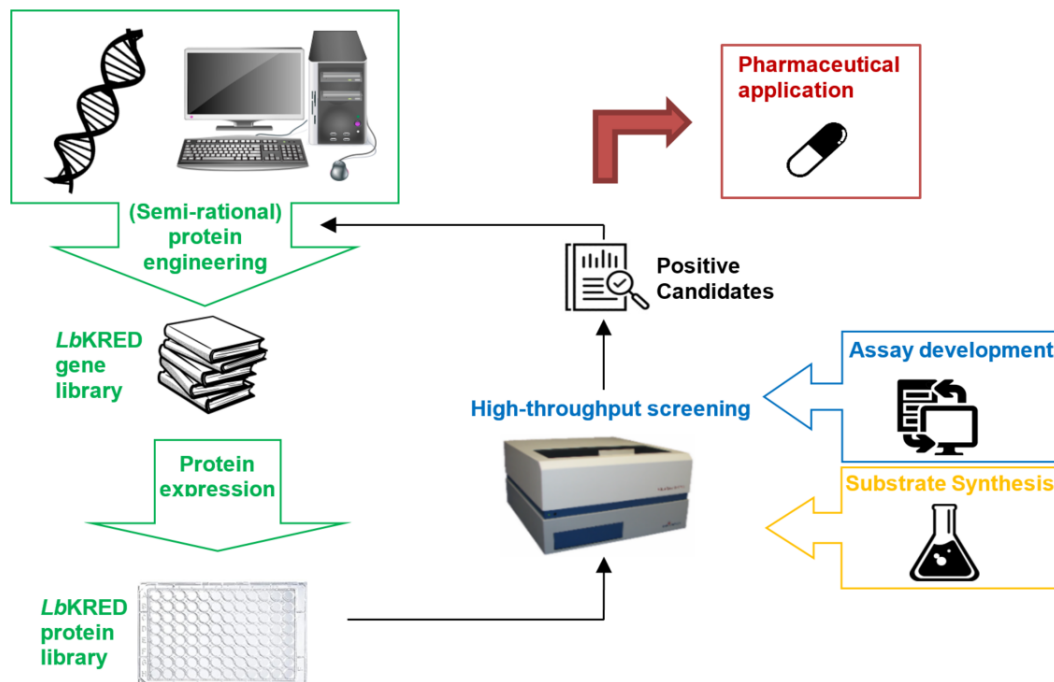 (Semi-rational)
protein
engineering
LbKRED
gene
library
Protein
expression
LbKRED
protein
library
High-throughput screening
Positive
Candidates
Pharmaceutical
application
Assay development
Substrate Synthesis